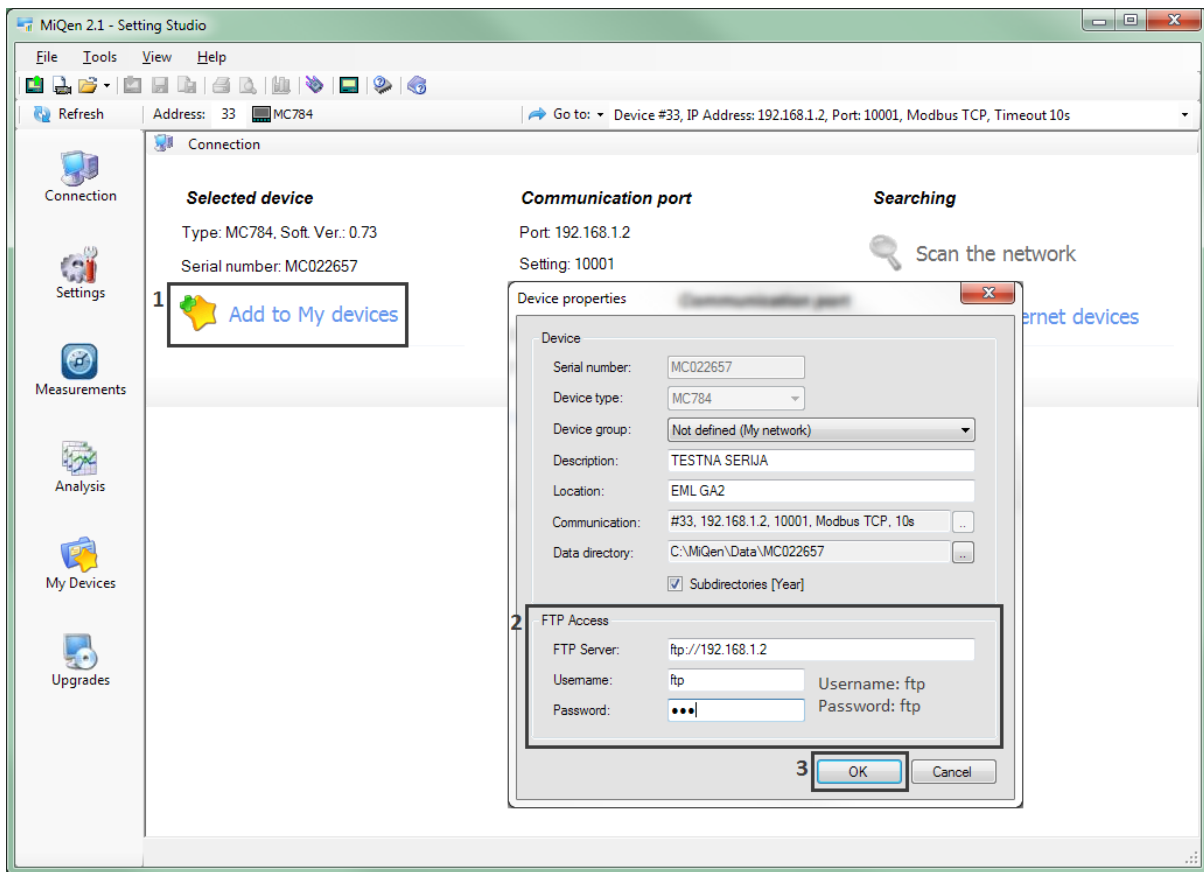 MiQen 2.1 - Setting Studio
File Tools View Help
Refresh Address: 33 MC784 Go to: Device #33, IP Address: 192.168.1.2, Port: 10001, Modbus TCP, Timeout 10s
Connection
Connection
Settings
Measurements
Analysis
My Devices
Upgrades
Selected device
Type: MC784, Soft. Ver.: 0.73
Serial number: MC022657
1 Add to My devices
Communication port
Port: 192.168.1.2
Setting: 10001
Searching
Scan the network
ernet devices
Device properties
Communication port
Device
Serial number: MC022657
Device type: MC784
Device group: Not defined (My network)
Description: TESTNA SERIJA
Location: EML GA2
Communication: #33, 192.168.1.2, 10001, Modbus TCP, 10s ..
Data directory: C:\MiQen\Data\MC022657 ..
Subdirectories [Year]
2 FTP Access
FTP Server: ftp://192.168.1.2
Username: ftp
Password: •••
Username: ftp
Password: ftp
3 OK Cancel